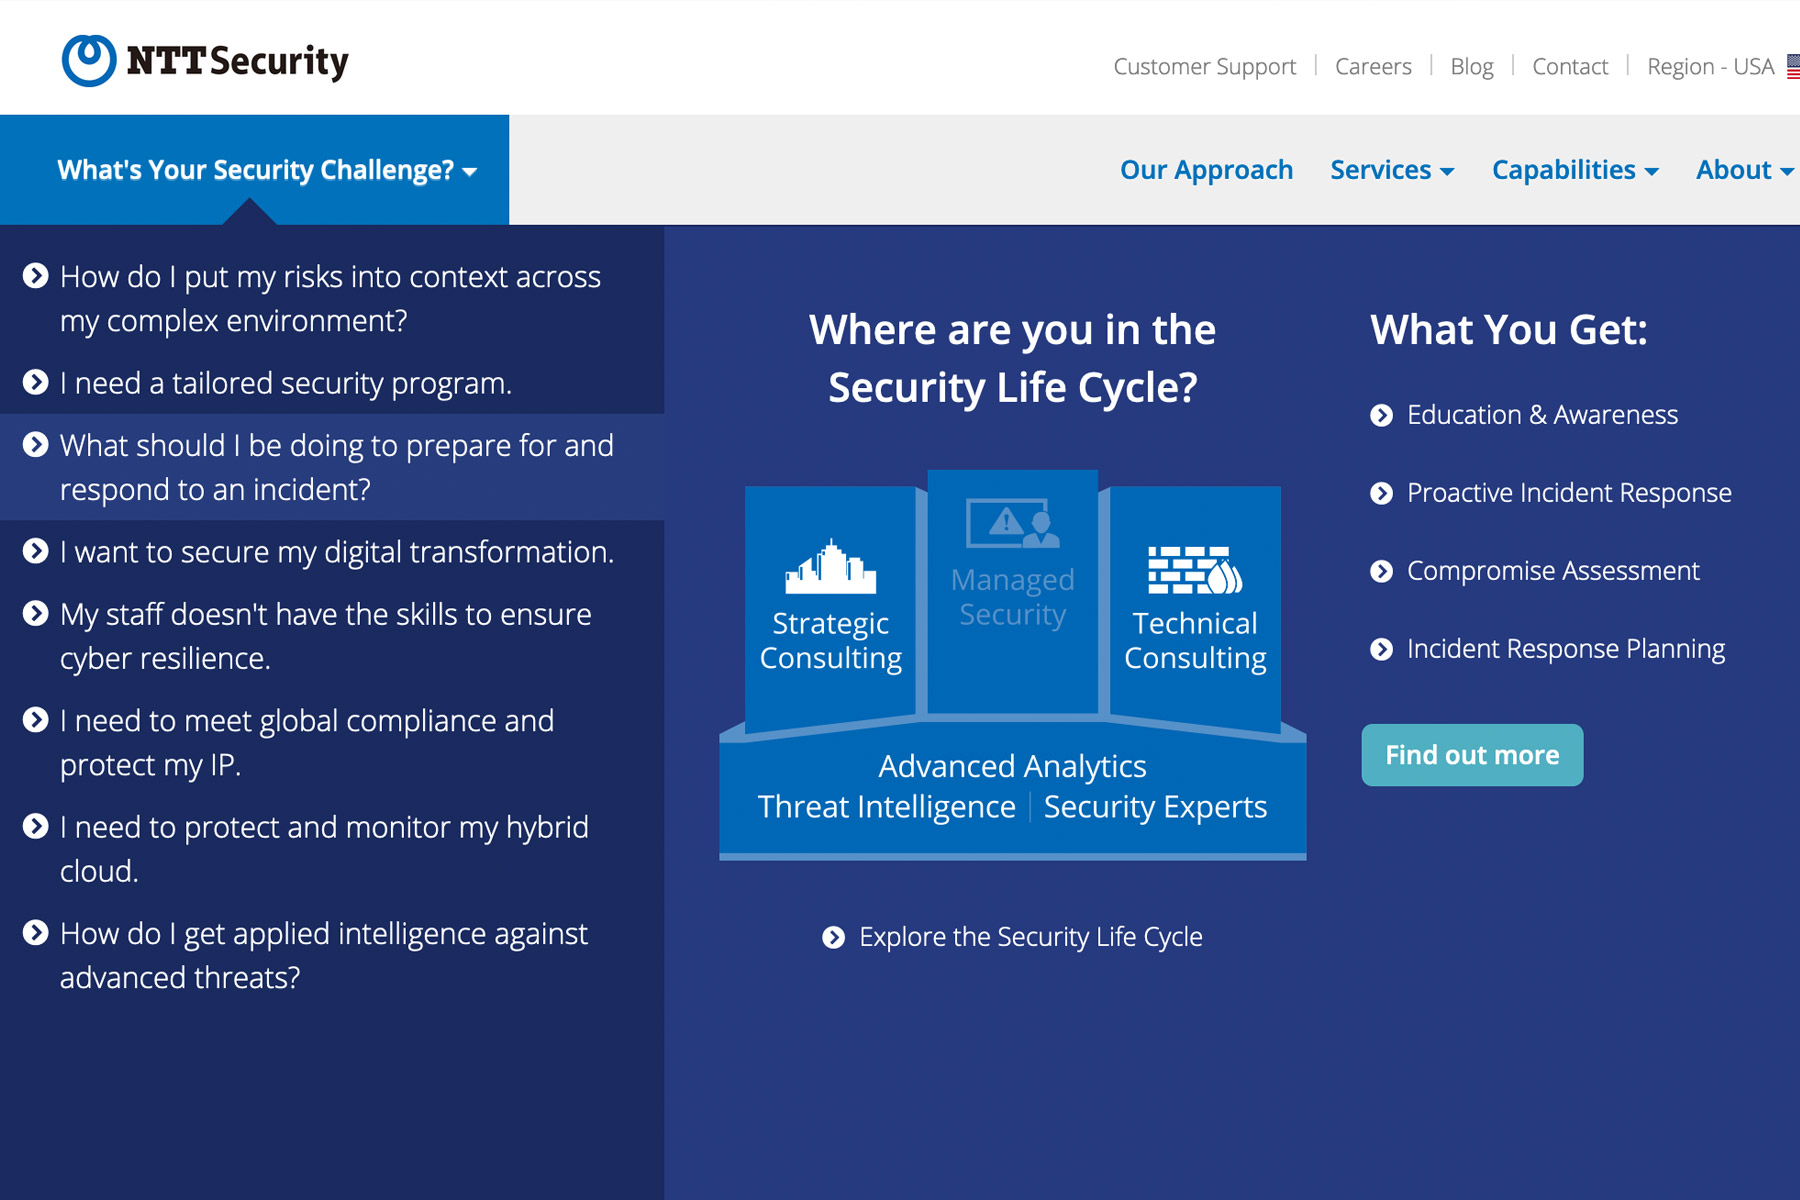 NTT Security
Customer Support
Careers
Blog
Contact
Region - USA
What's Your Security Challenge?
Our Approach
Services
Capabilities
About
How do I put my risks into context across
my complex environment?
I need a tailored security program.
What should I be doing to prepare for and
respond to an incident?
I want to secure my digital transformation.
My staff doesn't have the skills to ensure
cyber resilience.
I need to meet global compliance and
protect my IP.
I need to protect and monitor my hybrid
cloud.
How do I get applied intelligence against
advanced threats?
Where are you in the
Security Life Cycle?
Strategic
Consulting
Managed
Security
Technical
Consulting
Advanced Analytics
Threat Intelligence | Security Experts
Explore the Security Life Cycle
What You Get:
Education & Awareness
Proactive Incident Response
Compromise Assessment
Incident Response Planning
Find out more